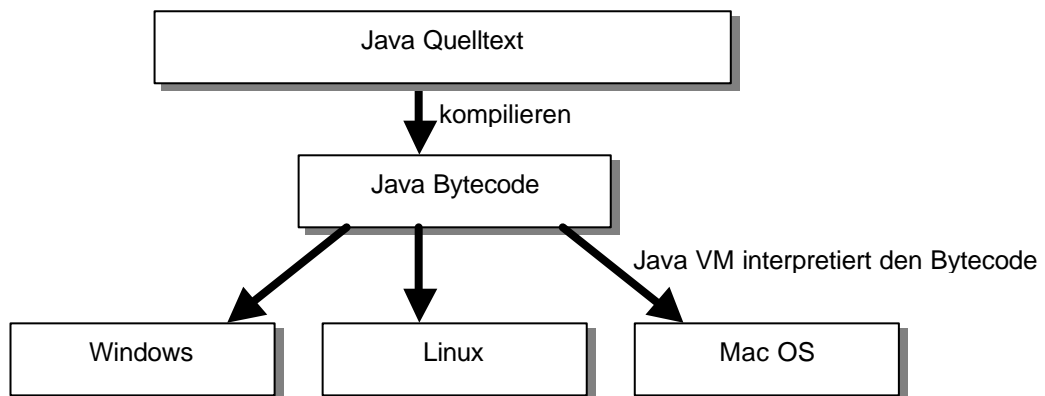 Java Quelltext
kompilieren
Java Bytecode
Java VM interpretiert den Bytecode
Windows
Linux
Mac OS